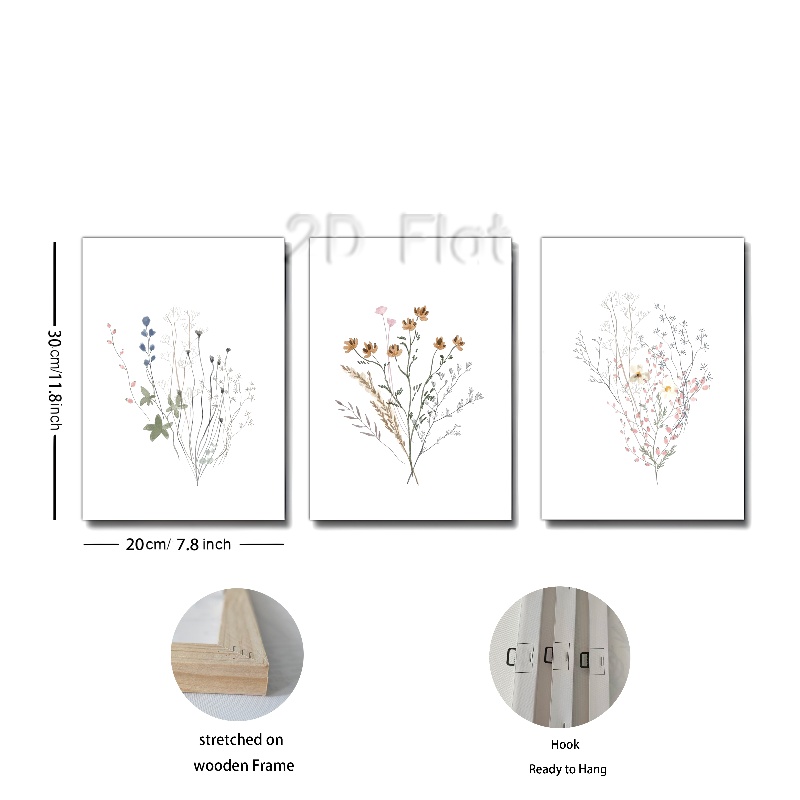 2D Flat
30cm/11.8inch
20cm/ 7.8 inch
stretched on
wooden Frame
Hook
Ready to Hang